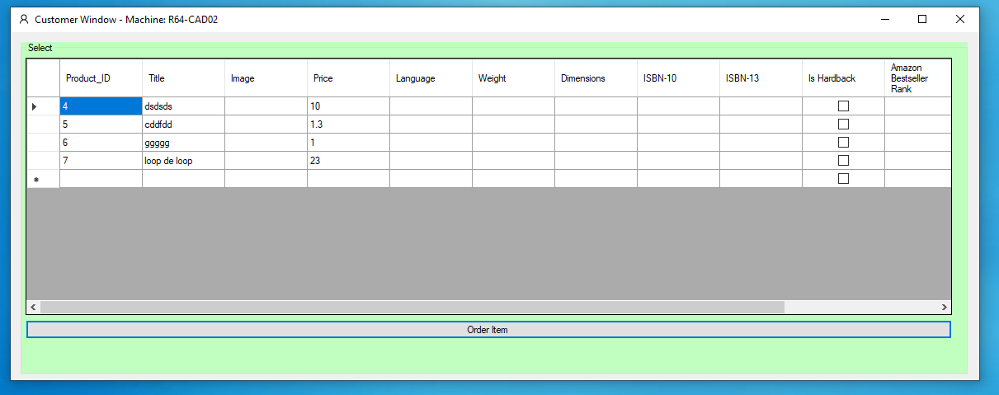 Customer Window - Machine: R64-CAD02
Select
Product_ID Title Image Price Language Weight Dimensions ISBN-10 ISBN-13 Is Hardback Amazon Bestseller Rank
4 dsdsds 10
5 cddfdd 1.3
6 ggggg 1
7 loop de loop 23
Order Item